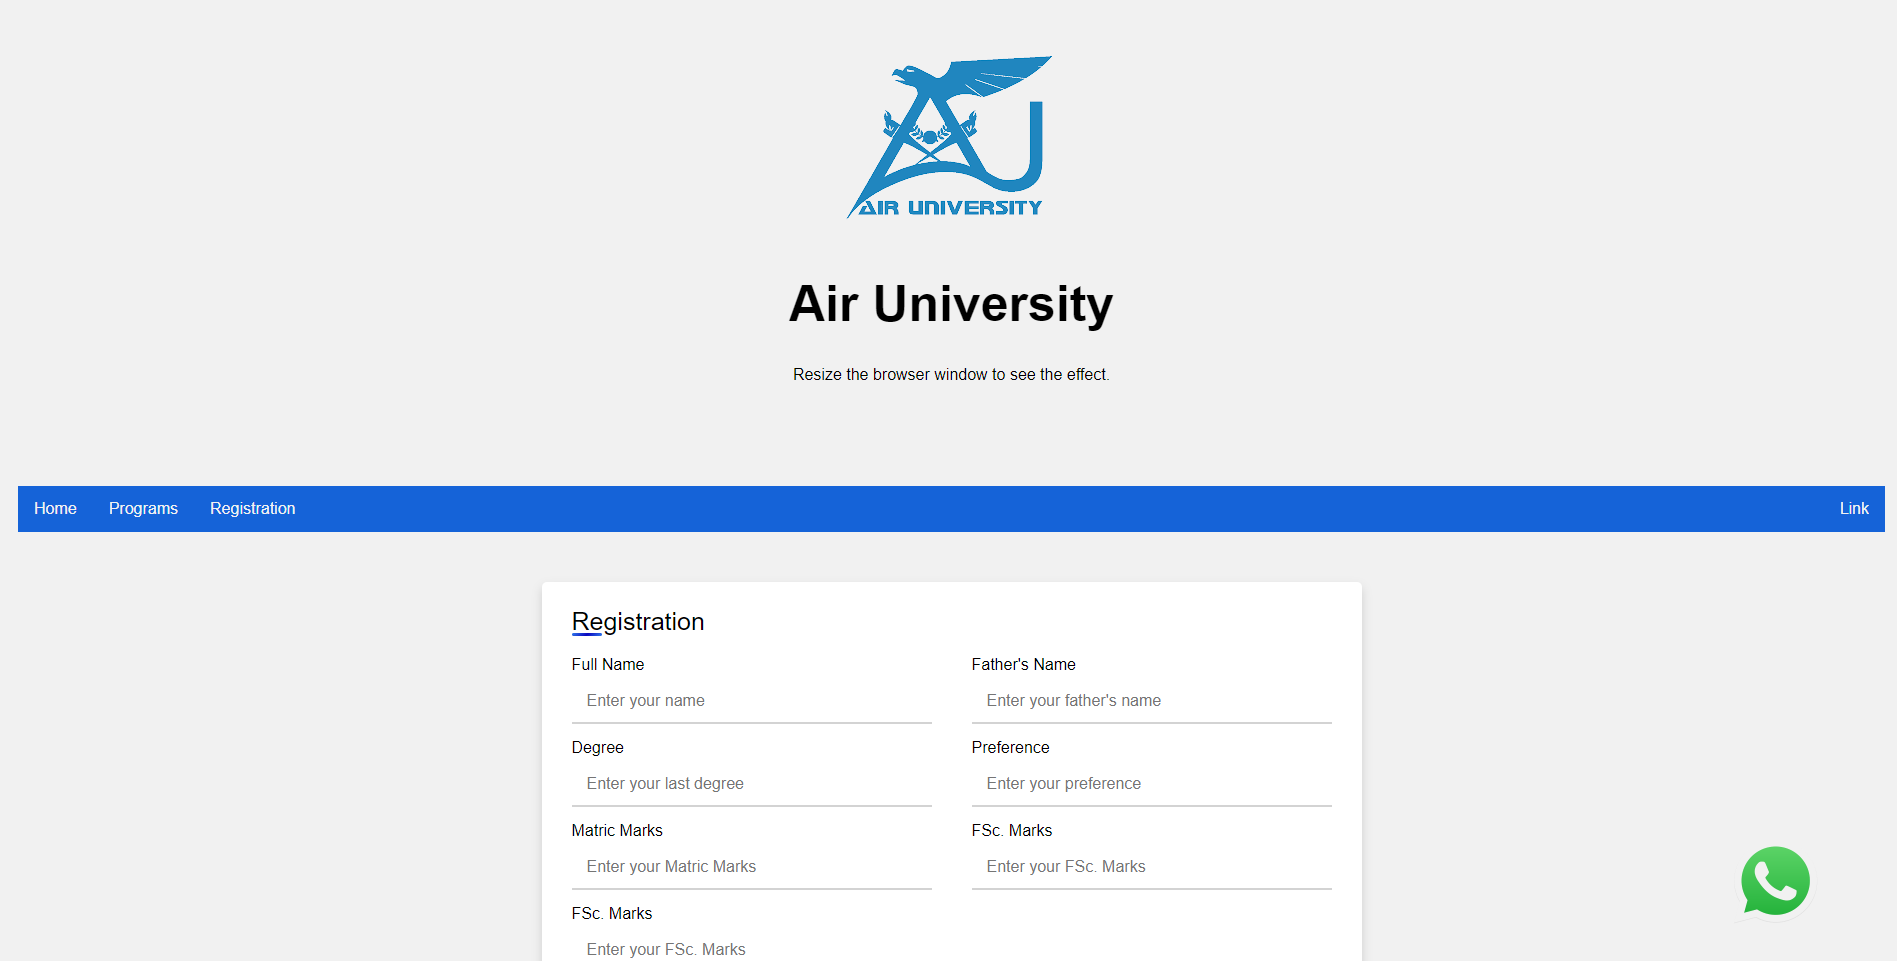 AIR UNIVERSITY
Air University
Resize the browser window to see the effect.
Home Programs Registration Link
Registration
Full Name Father's Name
Enter your name Enter your father's name
Degree Preference
Enter your last degree Enter your preference
Matric Marks FSc. Marks
Enter your Matric Marks Enter your FSc. Marks
FSc. Marks
Enter your FSc. Marks